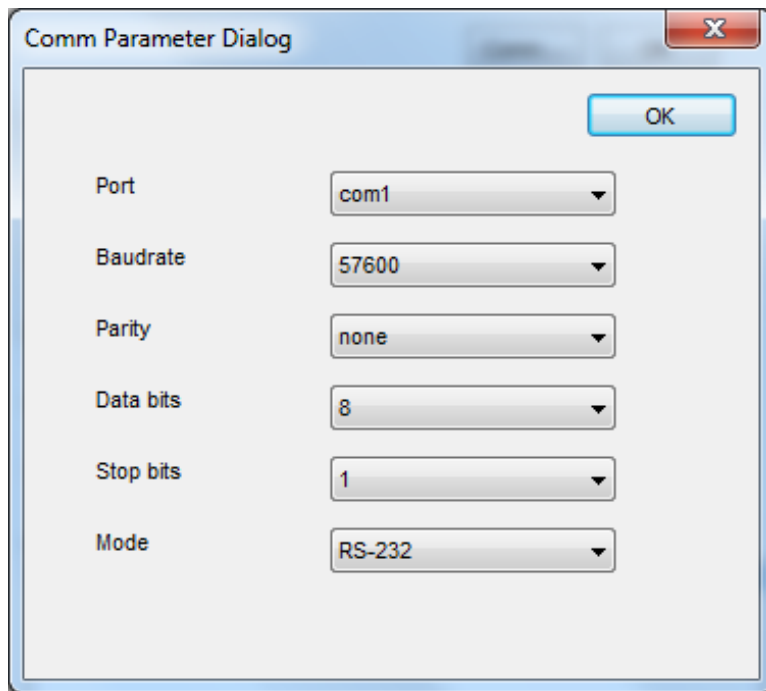 Comm Parameter Dialog
OK
Port com1
Baudrate 57600
Parity none
Data bits 8
Stop bits 1
Mode RS-232